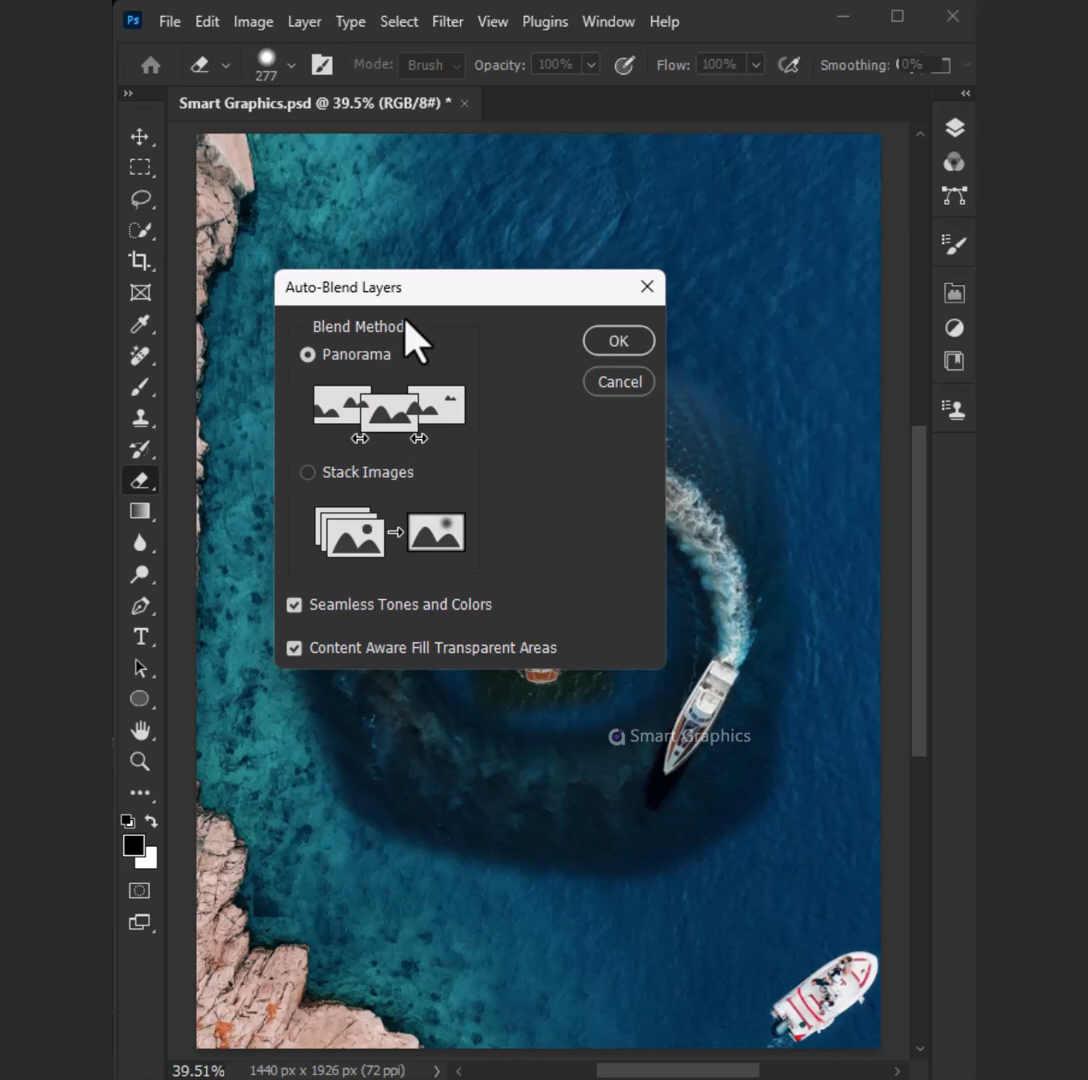 Ps File Edit Image Layer Type Select Filter View Plugins Window Help
277 Mode: Brush Opacity: 100% Flow: 100% Smoothing: 0%
Smart Graphics.psd @ 39.5% (RGB/8#) *
Auto-Blend Layers
Blend Method
OK
Panorama
Cancel
Stack Images
Seamless Tones and Colors
Content Aware Fill Transparent Areas
Smart Graphics
39.51% 1440 px x 1926 px (72 ppi)